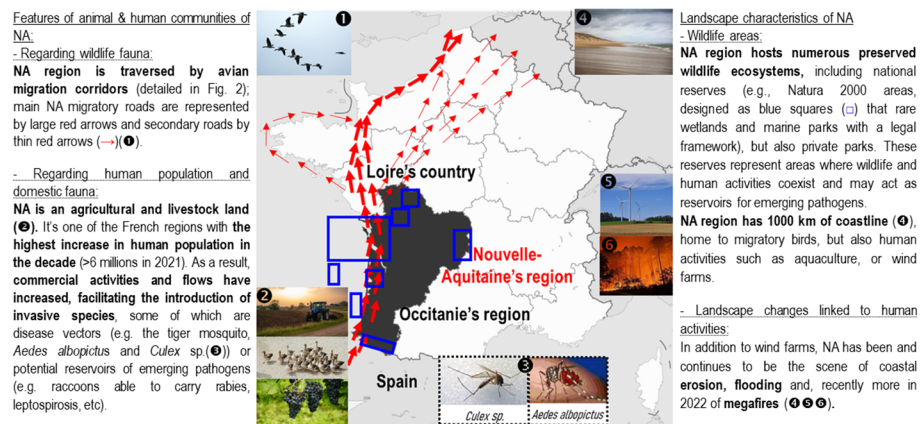 Features of animal & human communities of
NA:
- Regarding wildlife fauna:
NA region is traversed by avian
migration corridors (detailed in Fig. 2);
main NA migratory roads are represented
by large red arrows and secondary roads by
thin red arrows (→)(❶).
- Regarding human population and
domestic fauna:
NA is an agricultural and livestock land
(❷). It's one of the French regions with the
highest increase in human population in
the decade (>6 millions in 2021). As a result,
commercial activities and flows have
increased, facilitating the introduction of
invasive species, some of which are
disease vectors (e.g. the tiger mosquito,
Aedes albopictus and Culex sp.(❸)) or
potential reservoirs of emerging pathogens
(e.g. raccoons able to carry rabies,
leptospirosis, etc).
❶
❹
Loire's country
❺
❻
Nouvelle-
Aquitaine's region
❷
Occitanie's region
Spain
❸
Culex sp.
Aedes albopictus
Landscape characteristics of NA
- Wildlife areas:
NA region hosts numerous preserved
wildlife ecosystems, including national
reserves (e.g., Natura 2000 areas,
designed as blue squares (□) that rare
wetlands and marine parks with a legal
framework), but also private parks. These
reserves represent areas where wildlife and
human activities coexist and may act as
reservoirs for emerging pathogens.
NA region has 1000 km of coastline (❹),
home to migratory birds, but also human
activities such as aquaculture, or wind
farms.
- Landscape changes linked to human
activities:
In addition to wind farms, NA has been and
continues to be the scene of coastal
erosion, flooding and, recently more in
2022 of megafires (❹❺❻).